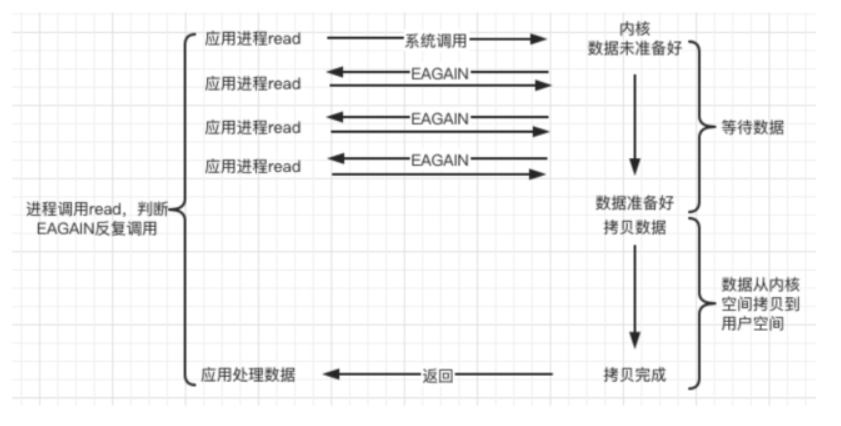 应用进程read
系统调用
内核
数据未准备好
应用进程read
EAGAIN
应用进程read
EAGAIN
等待数据
应用进程read
EAGAIN
进程调用read，判断
EAGAIN反复调用
数据准备好
拷贝数据
数据从内核
空间拷贝到
用户空间
应用处理数据
返回
拷贝完成